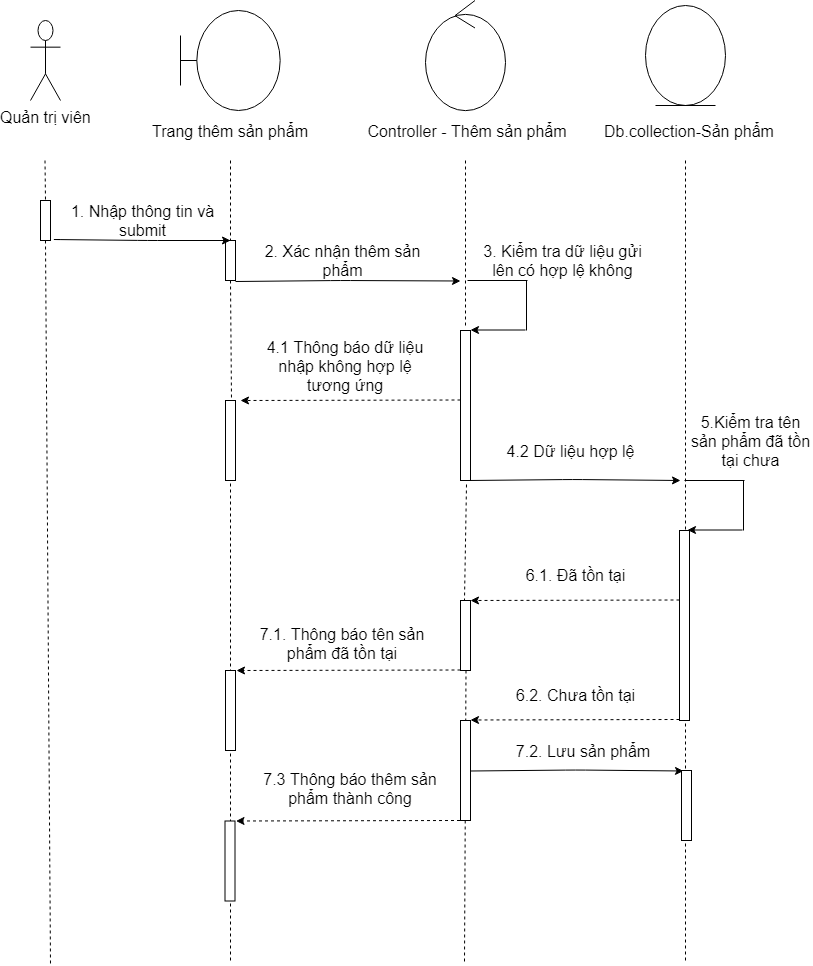 Quản trị viên
Trang thêm sản phẩm
Controller - Thêm sản phẩm
Db.collection-Sản phẩm
1. Nhập thông tin và
submit
2. Xác nhận thêm sản
phẩm
3. Kiểm tra dữ liệu gửi
lên có hợp lệ không
4.1 Thông báo dữ liệu
nhập không hợp lệ
tương ứng
4.2 Dữ liệu hợp lệ
5.Kiểm tra tên
sản phẩm đã tồn
tại chưa
6.1. Đã tồn tại
7.1. Thông báo tên sản
phẩm đã tồn tại
6.2. Chưa tồn tại
7.2. Lưu sản phẩm
7.3 Thông báo thêm sản
phẩm thành công